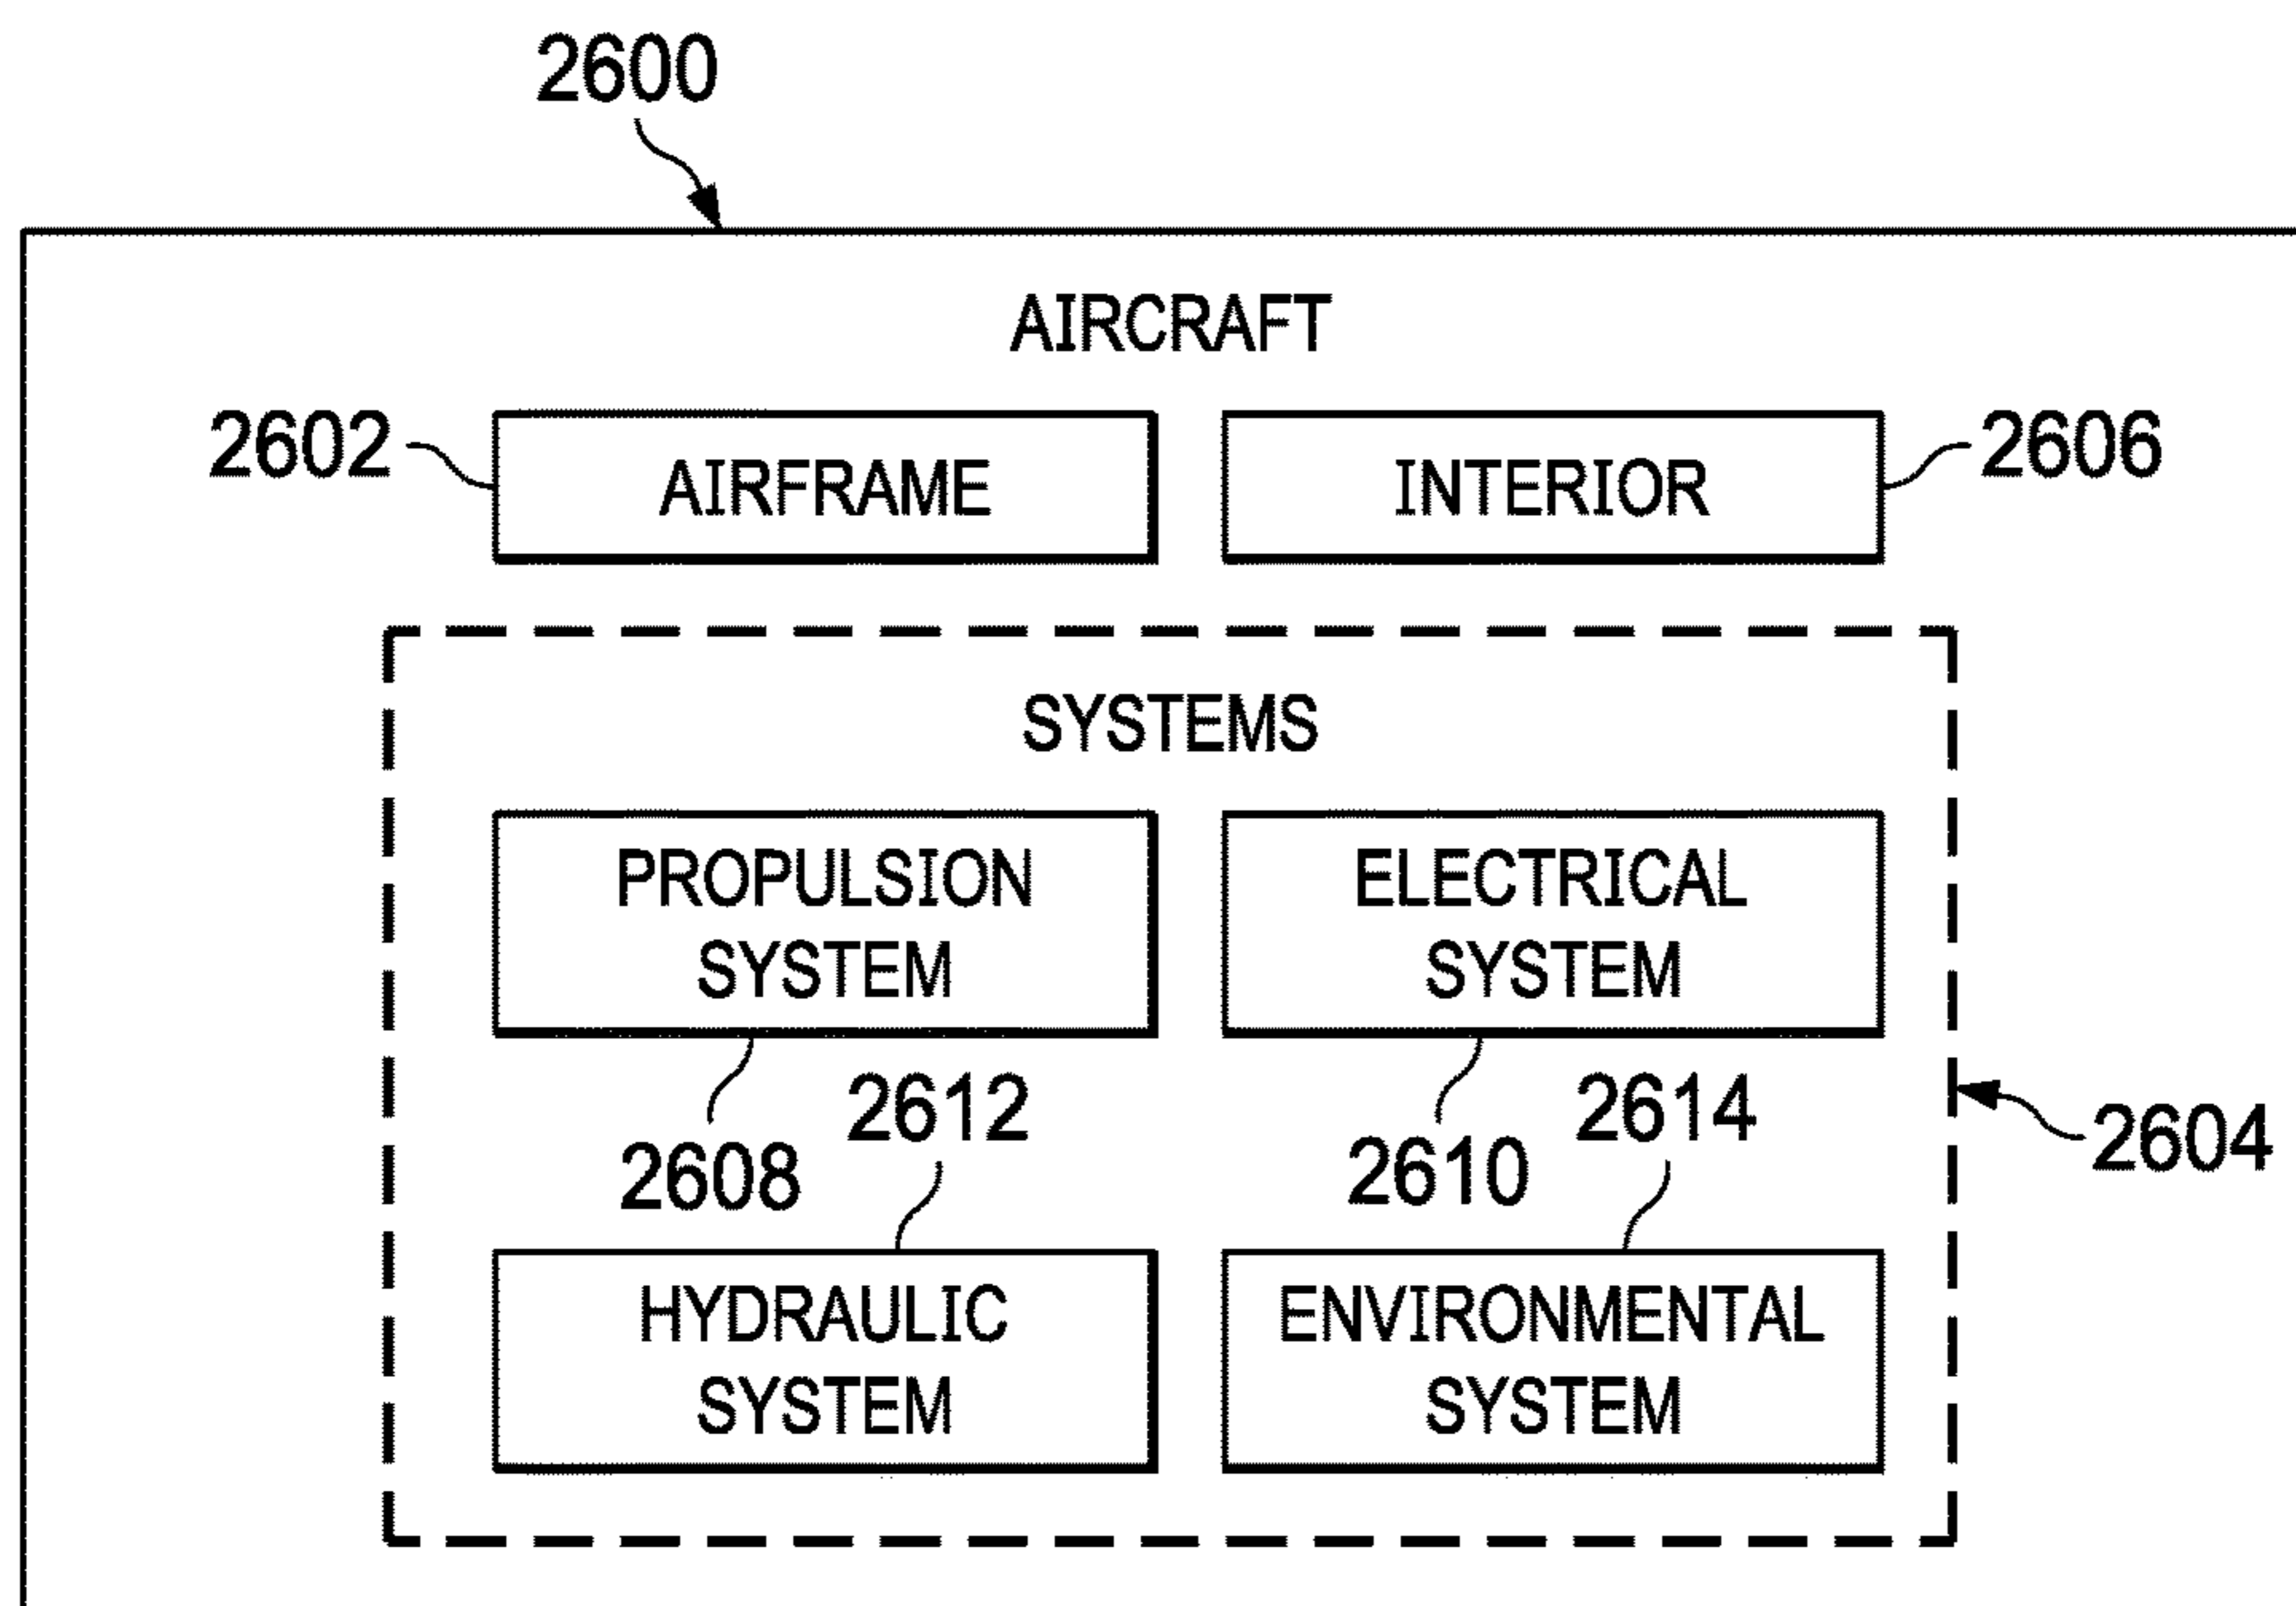 2600
AIRCRAFT
2602
AIRFRAME
INTERIOR
2606
SYSTEMS
PROPULSION
SYSTEM
ELECTRICAL
SYSTEM
2608
2612
2610
2614
2604
HYDRAULIC
SYSTEM
ENVIRONMENTAL
SYSTEM